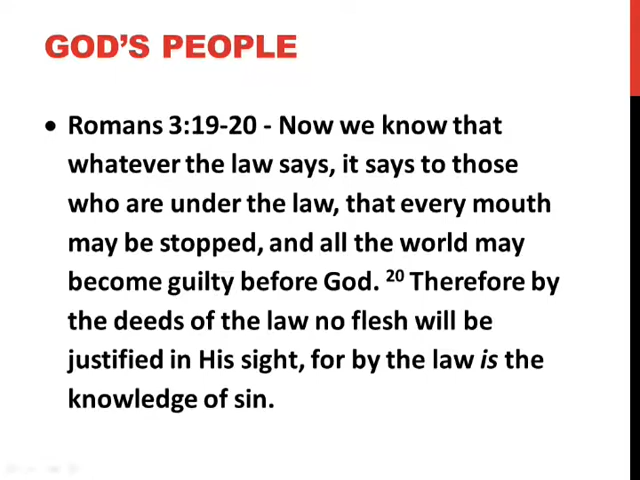 GOD'S PEOPLE
• Romans 3:19-20 - Now we know that
whatever the law says, it says to those
who are under the law, that every mouth
may be stopped, and all the world may
become guilty before God. 20 Therefore by
the deeds of the law no flesh will be
justified in His sight, for by the law is the
knowledge of sin.